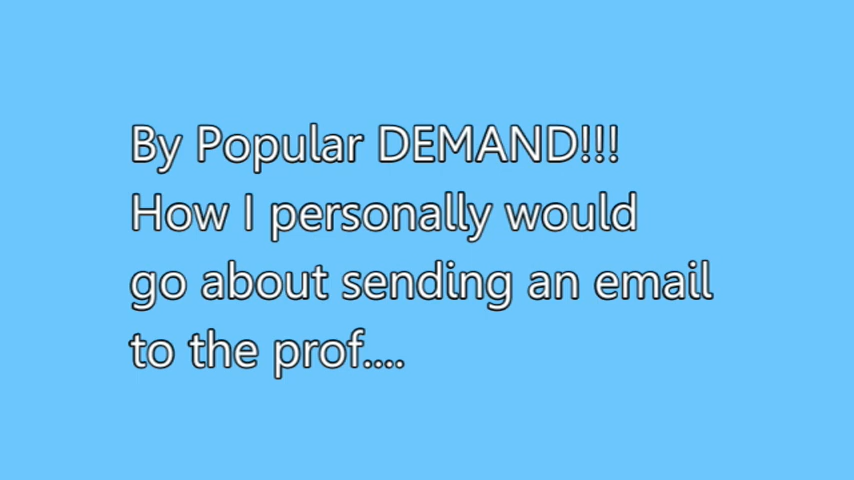 By Popular DEMAND!!!
How I personally would
go about sending an email
to the prof....